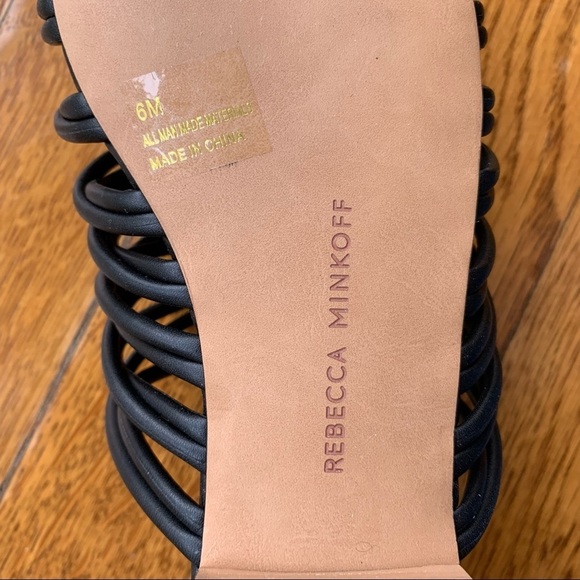 6M
ALL MAN MADE MATERIALS
MADE IN CHINA
REBECCA MINKOFF